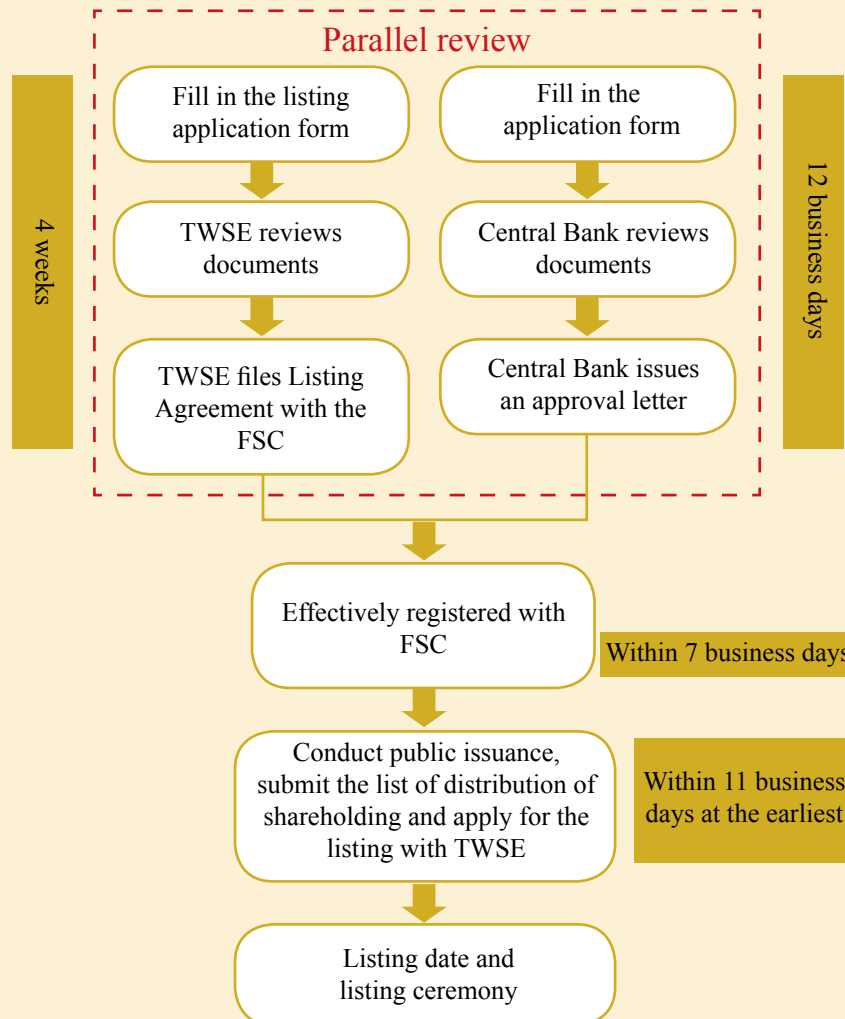 Parallel review
4 weeks
Fill in the listing
application form
TWSE reviews
documents
TWSE files Listing
Agreement with the
FSC
Fill in the
application form
Central Bank reviews
documents
Central Bank issues
an approval letter
12 business days
Effectively registered with
FSC
Within 7 business days
Conduct public issuance,
submit the list of distribution of
shareholding and apply for the
listing with TWSE
Within 11 business
days at the earliest
Listing date and
listing ceremony